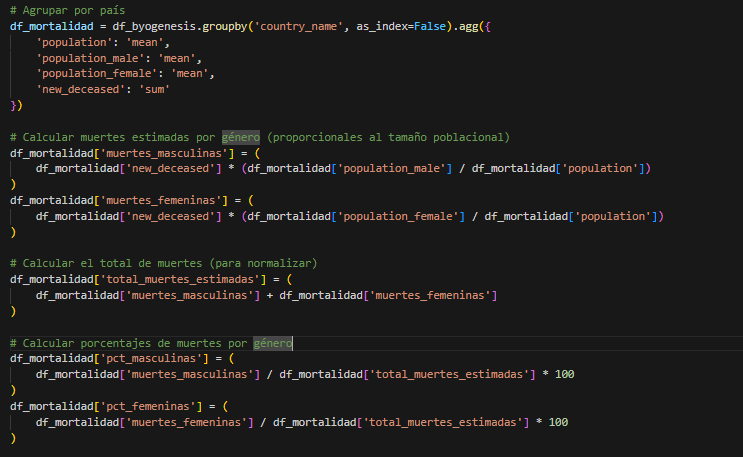 # Agrupar por país
df_mortalidad = df_byogenesis.groupby('country_name', as_index=False).agg({
    'population': 'mean',
    'population_male': 'mean',
    'population_female': 'mean',
    'new_deceased': 'sum'
})
# Calcular muertes estimadas por género (proporcionales al tamaño poblacional)
df_mortalidad['muertes_masculinas'] = (
    df_mortalidad['new_deceased'] * (df_mortalidad['population_male'] / df_mortalidad['population'])
)
df_mortalidad['muertes_femeninas'] = (
    df_mortalidad['new_deceased'] * (df_mortalidad['population_female'] / df_mortalidad['population'])
)
# Calcular el total de muertes (para normalizar)
df_mortalidad['total_muertes_estimadas'] = (
    df_mortalidad['muertes_masculinas'] + df_mortalidad['muertes_femeninas']
)
# Calcular porcentajes de muertes por género
df_mortalidad['pct_masculinas'] = (
    df_mortalidad['muertes_masculinas'] / df_mortalidad['total_muertes_estimadas'] * 100
)
df_mortalidad['pct_femeninas'] = (
    df_mortalidad['muertes_femeninas'] / df_mortalidad['total_muertes_estimadas'] * 100
)